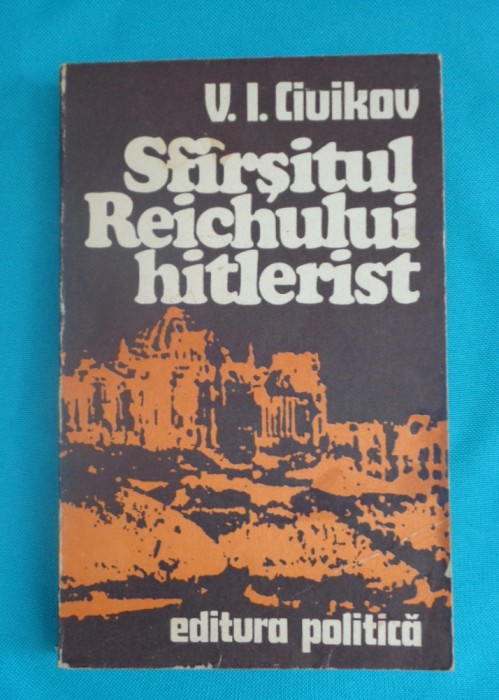 V. I. Ciuikov
Sfîrşitul
Reichului
hitlerist
editura politică